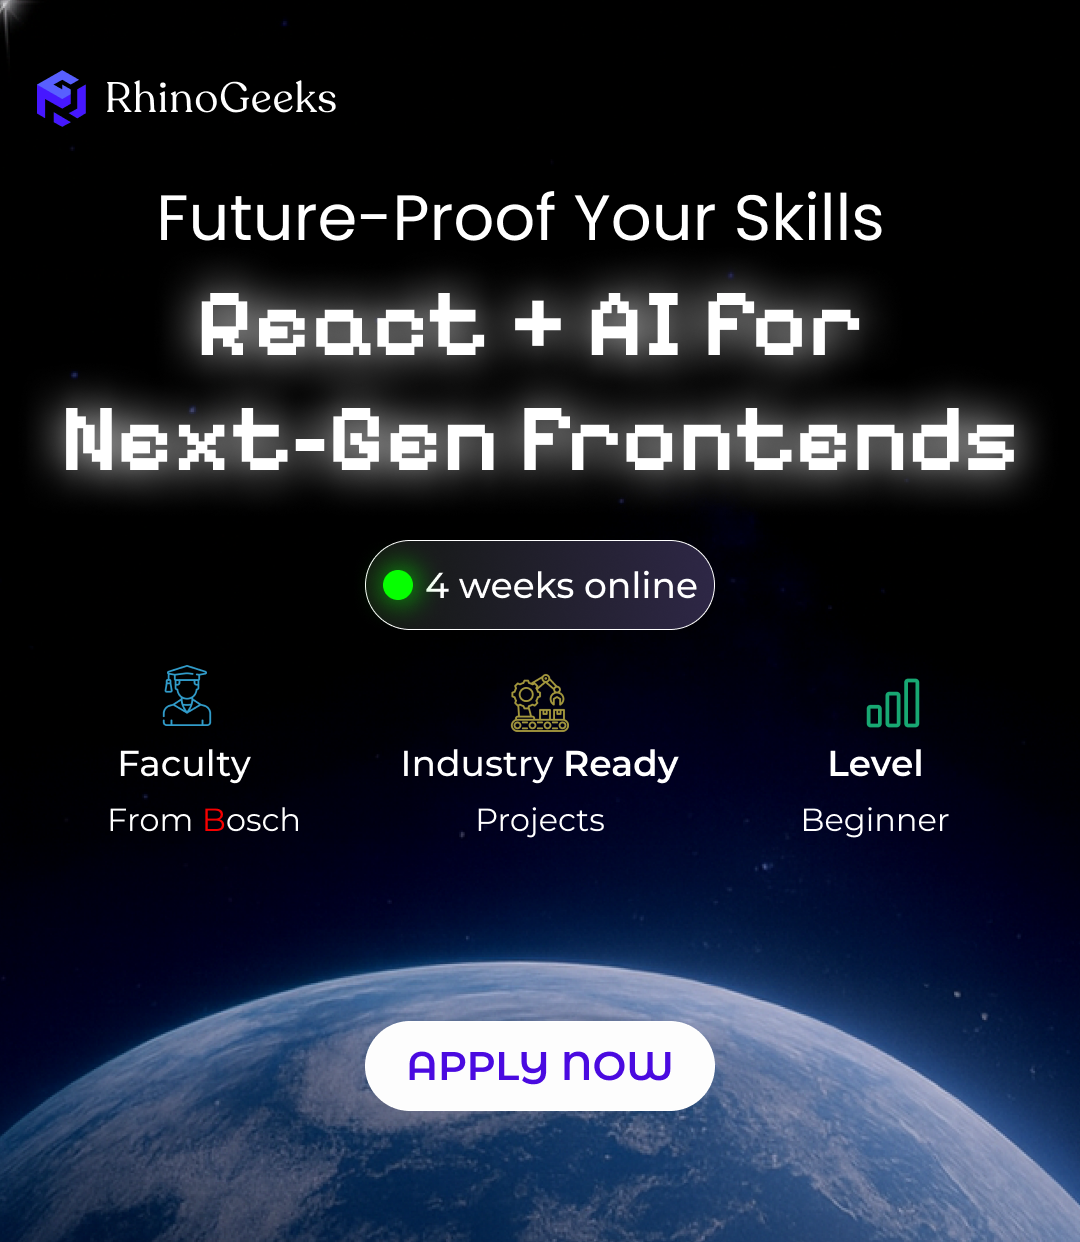 RhinoGeeks
Future-Proof Your Skills
React + AI for
Next-Gen Frontends
4 weeks online
Faculty
From Bosch
Industry Ready
Projects
Level
Beginner
APPLY NOW